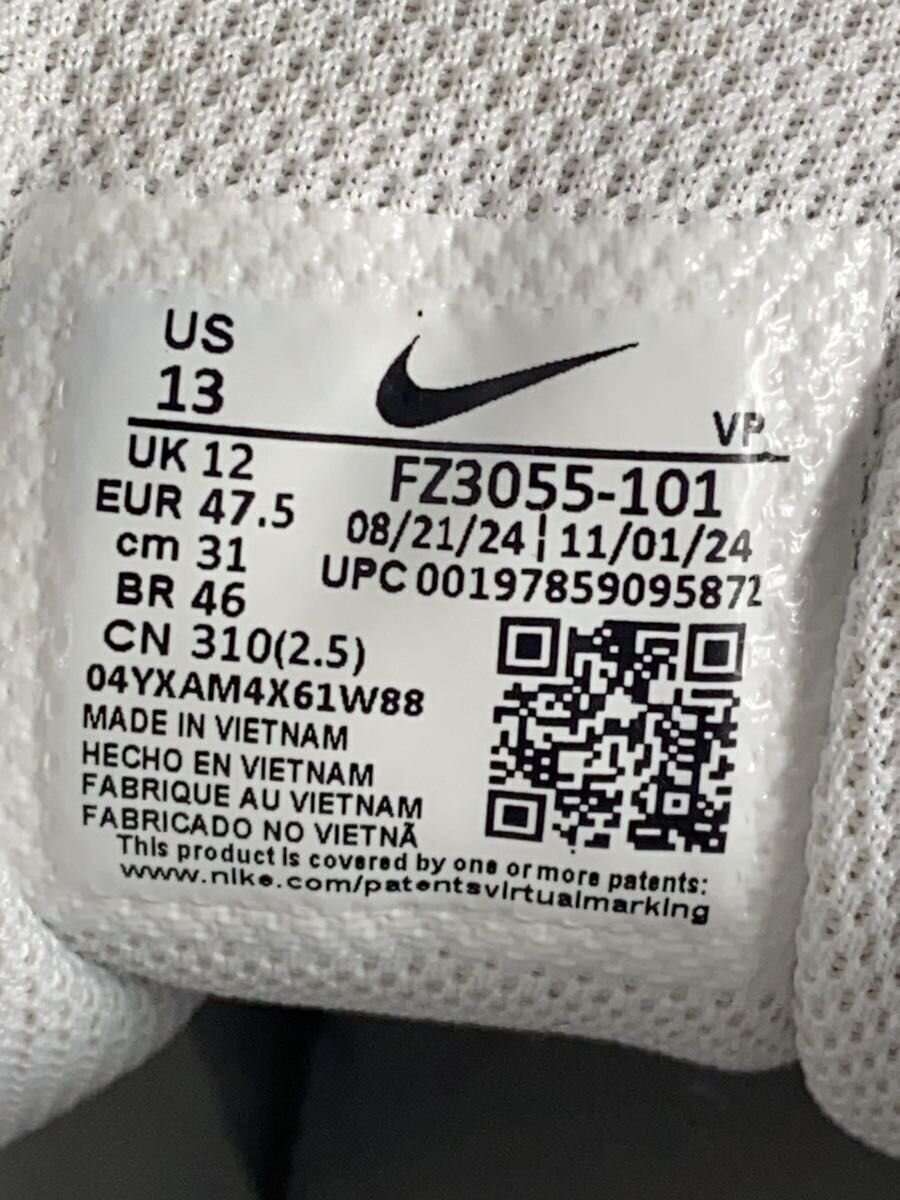 US
13
VP
UK 12
EUR 47.5
cm 31
BR 46
CN 310(2.5)
FZ3055-101
08/21/24 | 11/01/24
UPC 00197859095872
04YXAM4X61W88
MADE IN VIETNAM
HECHO EN VIETNAM
FABRIQUE AU VIETNAM
FABRICADO NO VIETNÃ
This product is covered by one or more patents:
www.nike.com/patentsvirtualmarking